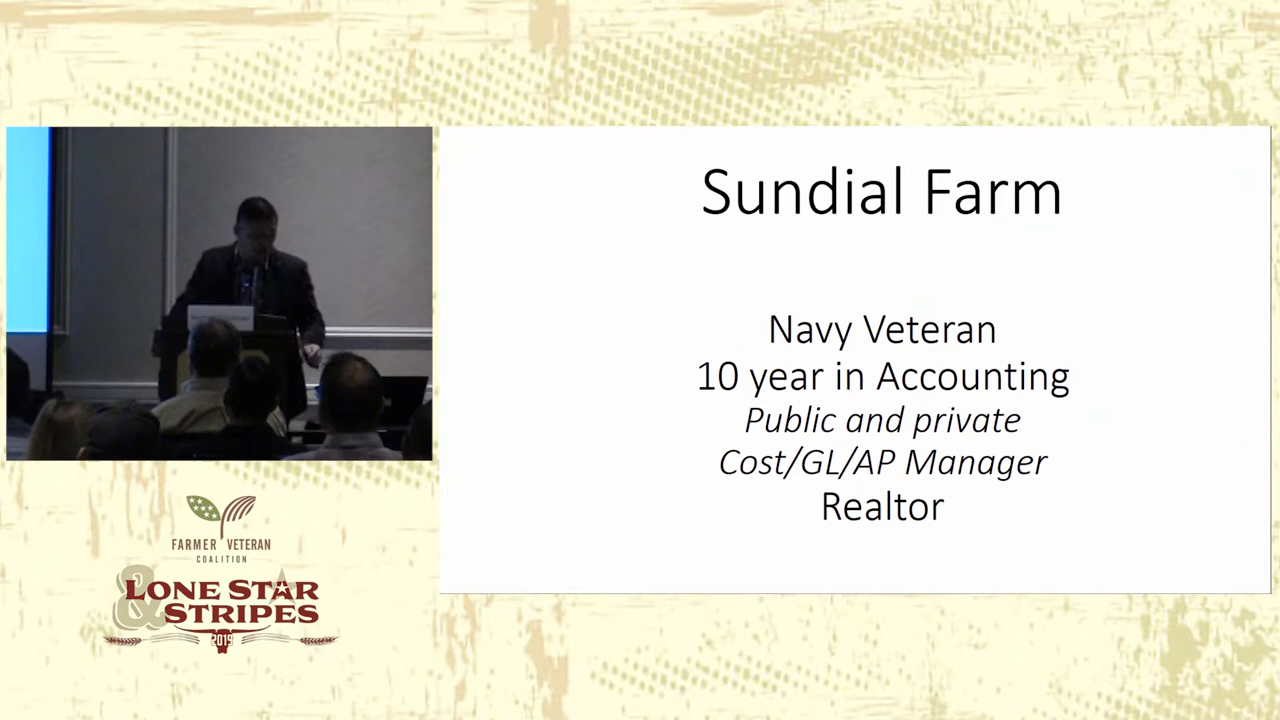 Sundial Farm
Navy Veteran
10 year in Accounting
Public and private
Cost/GL/AP Manager
Realtor
FARMER VETERAN
COALITION
&
LONE STAR
STRIPES
2019